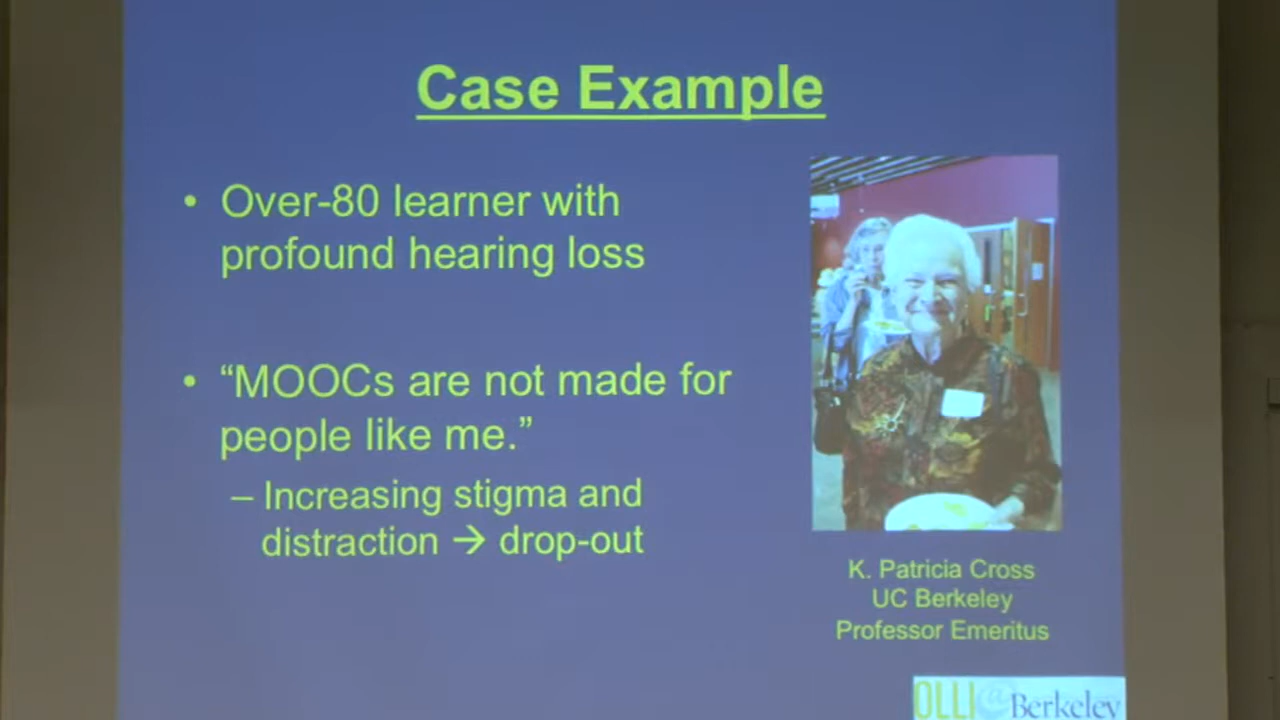 Case Example
• Over-80 learner with
profound hearing loss
• “MOOCs are not made for
people like me.”
– Increasing stigma and
distraction → drop-out
K. Patricia Cross
UC Berkeley
Professor Emeritus
OLLI@Berkeley